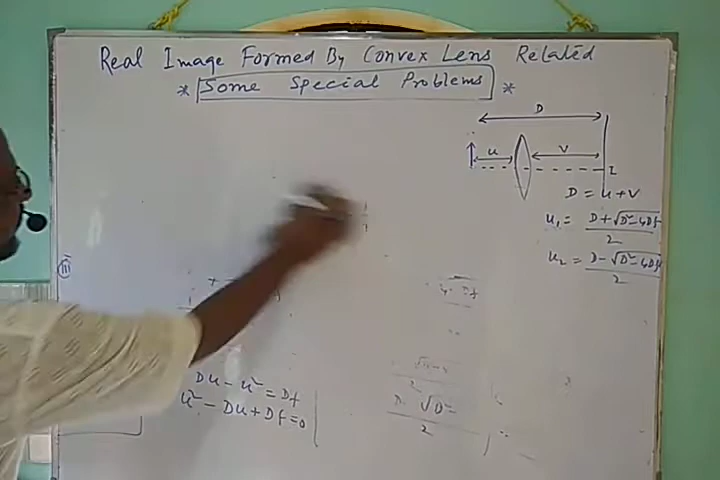 Real Image Formed By Convex Lens Related
* Some Special Problems *
D
u
v
I
D = u+v
u₁ = D+√D²-4Df
2
u₂ = D-√D²-4Df
2
iii
Du - u² = Df
u² - Du + Df = 0
D √D²-
2